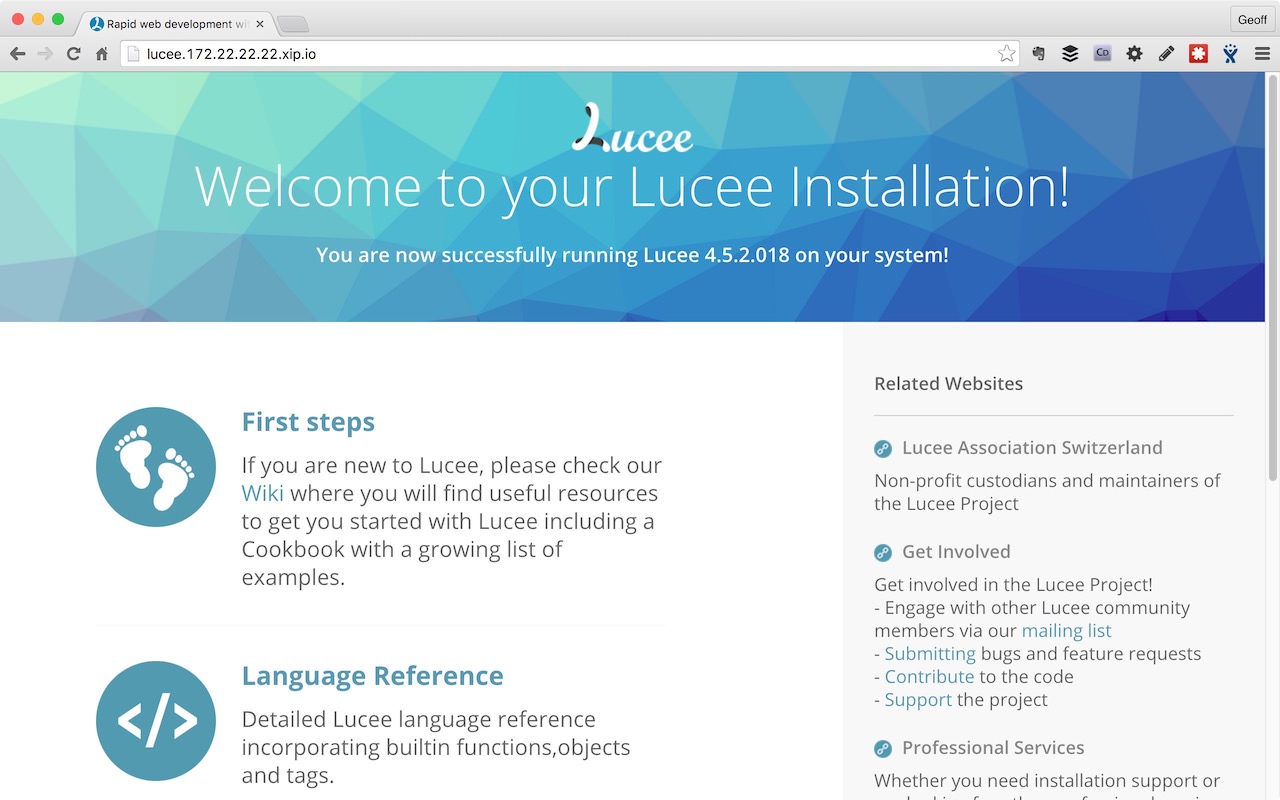 Rapid web development wi
Geoff
lucee.172.22.22.22.xip.io
CD
Lucee
Welcome to your Lucee Installation!
You are now successfully running Lucee 4.5.2.018 on your system!
First steps
If you are new to Lucee, please check our
Wiki where you will find useful resources
to get you started with Lucee including a
Cookbook with a growing list of
examples.
Language Reference
Detailed Lucee language reference
incorporating builtin functions,objects
and tags.
Related Websites
Lucee Association Switzerland
Non-profit custodians and maintainers of
the Lucee Project
Get Involved
Get involved in the Lucee Project!
- Engage with other Lucee community
members via our mailing list
- Submitting bugs and feature requests
- Contribute to the code
- Support the project
Professional Services
Whether you need installation support or